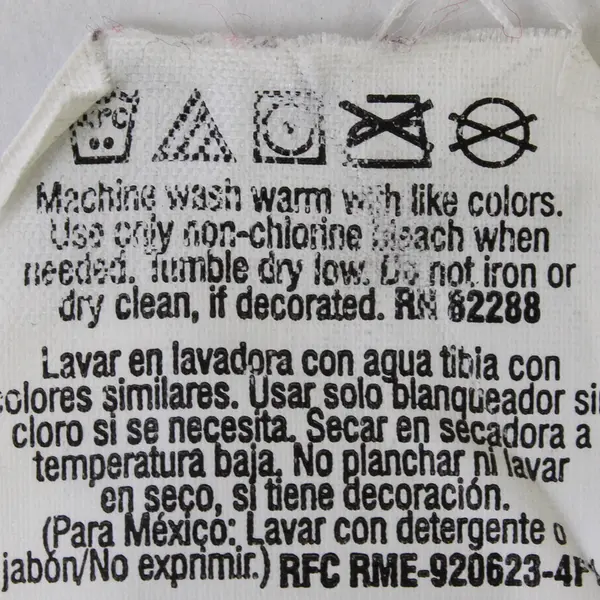 Machine wash warm with like colors.
Use only non-chlorine bleach when
needed. Tumble dry low. Do not iron or
dry clean, if decorated. RN 82288
Lavar en lavadora con agua tibia con
colores similares. Usar solo blanqueador si
cloro si se necesita. Secar en secadora a
temperatura baja. No planchar ni lavar
en seco, si tiene decoración.
(Para México: Lavar con detergente o
jabón/No exprimir.) RFC RME-920623-4